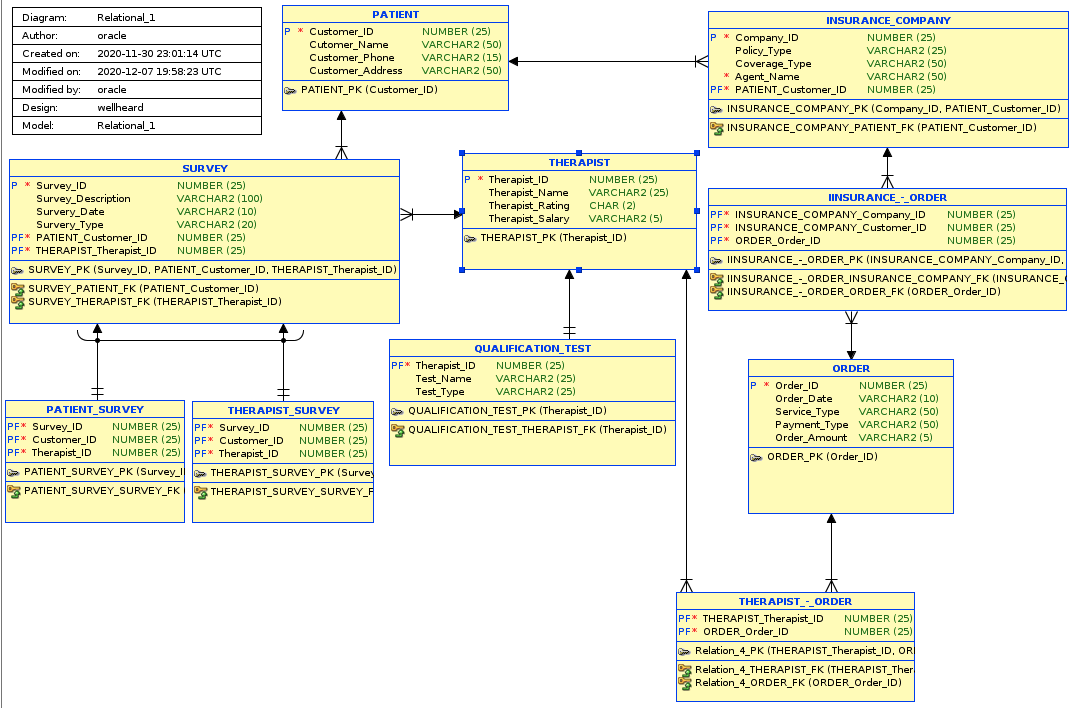 Diagram: Relational_1
Author: oracle
Created on: 2020-11-30 23:01:14 UTC
Modified on: 2020-12-07 19:58:23 UTC
Modified by: oracle
Design: wellheard
Model: Relational_1
PATIENT
P * Customer_ID NUMBER (25)
Cutomer_Name VARCHAR2 (50)
Customer_Phone VARCHAR2 (15)
Customer_Address VARCHAR2 (50)
PATIENT_PK (Customer_ID)
INSURANCE_COMPANY
P * Company_ID NUMBER (25)
Policy_Type VARCHAR2 (25)
Coverage_Type VARCHAR2 (50)
* Agent_Name VARCHAR2 (50)
PF* PATIENT_Customer_ID NUMBER (25)
INSURANCE_COMPANY_PK (Company_ID, PATIENT_Customer_ID)
INSURANCE_COMPANY_PATIENT_FK (PATIENT_Customer_ID)
SURVEY
P * Survey_ID NUMBER (25)
Survey_Description VARCHAR2 (100)
Survery_Date VARCHAR2 (10)
Survery_Type VARCHAR2 (20)
PF* PATIENT_Customer_ID NUMBER (25)
PF* THERAPIST_Therapist_ID NUMBER (25)
SURVEY_PK (Survey_ID, PATIENT_Customer_ID, THERAPIST_Therapist_ID)
SURVEY_PATIENT_FK (PATIENT_Customer_ID)
SURVEY_THERAPIST_FK (THERAPIST_Therapist_ID)
THERAPIST
P * Therapist_ID NUMBER (25)
Therapist_Name VARCHAR2 (25)
Therapist_Rating CHAR (2)
Therapist_Salary VARCHAR2 (5)
THERAPIST_PK (Therapist_ID)
IINSURANCE_-_ORDER
PF* INSURANCE_COMPANY_Company_ID NUMBER (25)
PF* INSURANCE_COMPANY_Customer_ID NUMBER (25)
PF* ORDER_Order_ID NUMBER (25)
IINSURANCE_-_ORDER_PK (INSURANCE_COMPANY_Company_ID,
IINSURANCE_-_ORDER_INSURANCE_COMPANY_FK (INSURANCE_
IINSURANCE_-_ORDER_ORDER_FK (ORDER_Order_ID)
QUALIFICATION_TEST
PF* Therapist_ID NUMBER (25)
Test_Name VARCHAR2 (25)
Test_Type VARCHAR2 (25)
QUALIFICATION_TEST_PK (Therapist_ID)
QUALIFICATION_TEST_THERAPIST_FK (Therapist_ID)
ORDER
P * Order_ID NUMBER (25)
Order_Date VARCHAR2 (10)
Service_Type VARCHAR2 (50)
Payment_Type VARCHAR2 (50)
Order_Amount VARCHAR2 (5)
ORDER_PK (Order_ID)
PATIENT_SURVEY
PF* Survey_ID NUMBER (25)
PF* Customer_ID NUMBER (25)
PF* Therapist_ID NUMBER (25)
PATIENT_SURVEY_PK (Survey_I
PATIENT_SURVEY_SURVEY_FK
THERAPIST_SURVEY
PF* Survey_ID NUMBER (25)
PF* Customer_ID NUMBER (25)
PF* Therapist_ID NUMBER (25)
THERAPIST_SURVEY_PK (Survey
THERAPIST_SURVEY_SURVEY_F
THERAPIST_-_ORDER
PF* THERAPIST_Therapist_ID NUMBER (25)
PF* ORDER_Order_ID NUMBER (25)
Relation_4_PK (THERAPIST_Therapist_ID, OR
Relation_4_THERAPIST_FK (THERAPIST_Ther
Relation_4_ORDER_FK (ORDER_Order_ID)